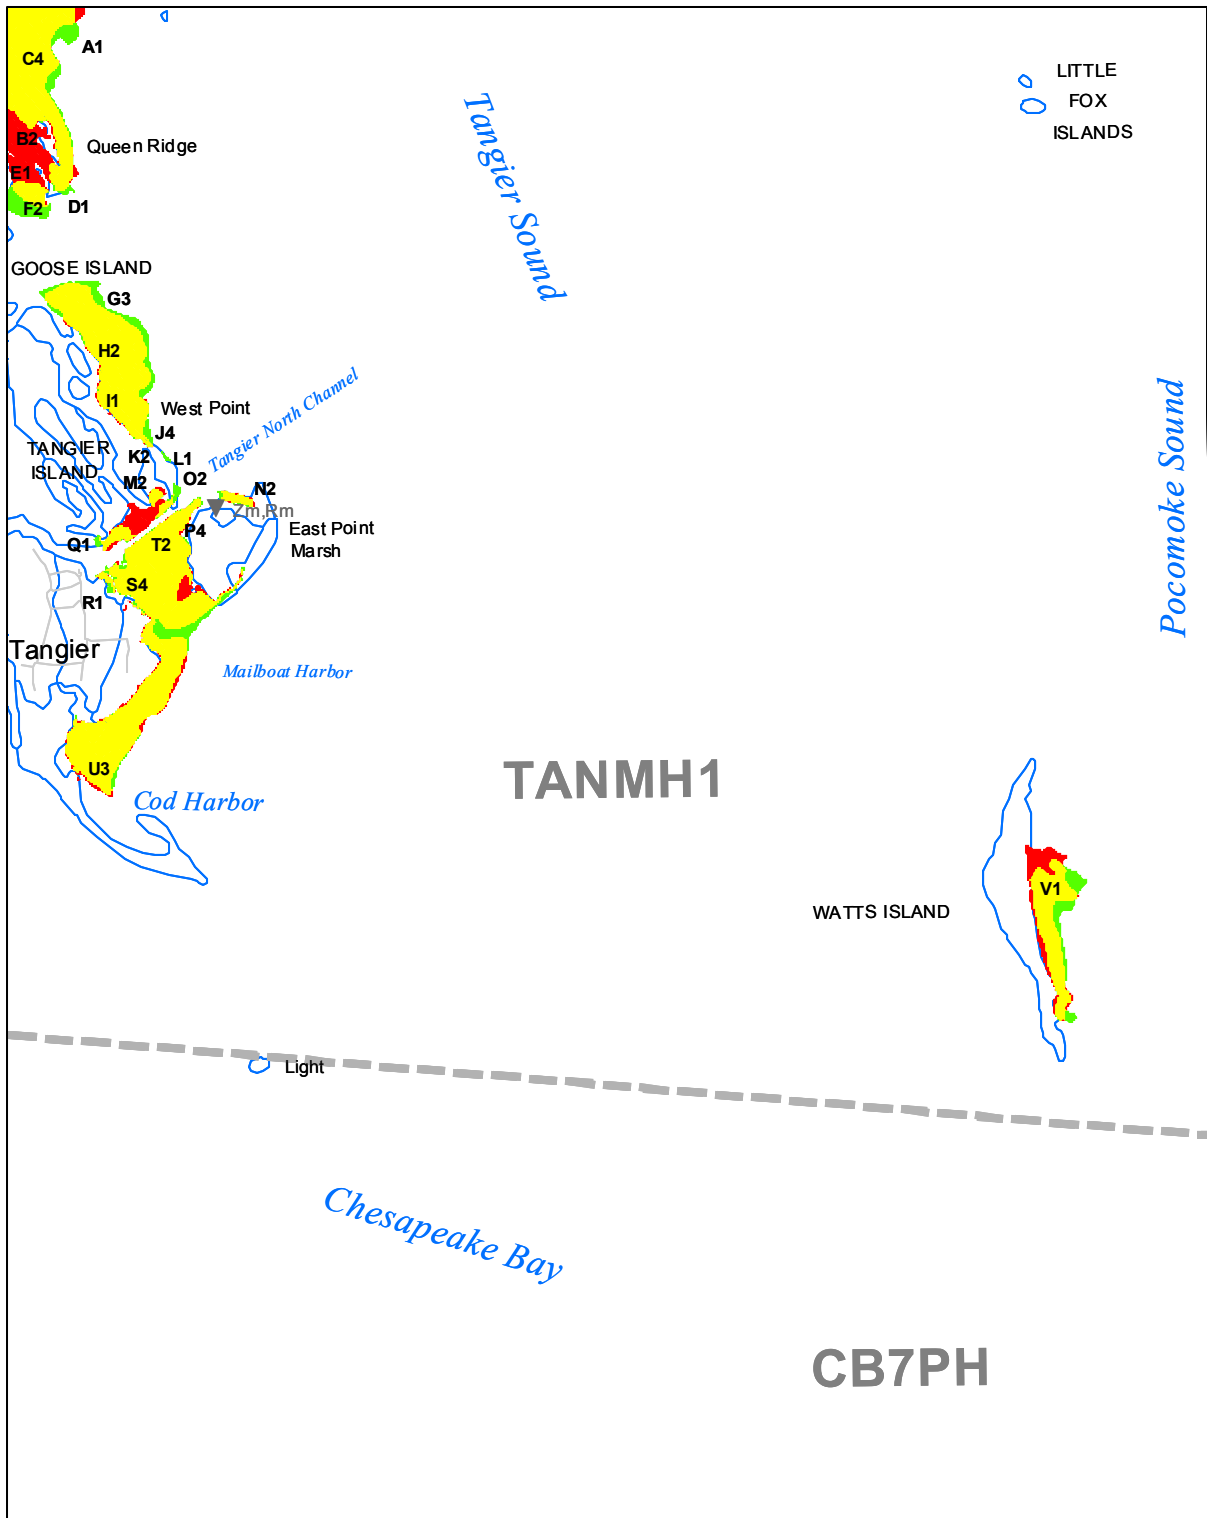 A1
C4
LITTLE
FOX
ISLANDS
Tangier Sound
B2
Queen Ridge
E1
F2
D1
GOOSE ISLAND
G3
H2
I1
West Point
Tangier North Channel
Pocomoke Sound
J4
TANGIER
ISLAND
K2
L1
M2
O2
N2
Zm,Rm
P4
East Point
Marsh
Q1
T2
S4
R1
Tangier
Mailboat Harbor
U3
TANMH1
Cod Harbor
V1
WATTS ISLAND
Light
Chesapeake Bay
CB7PH